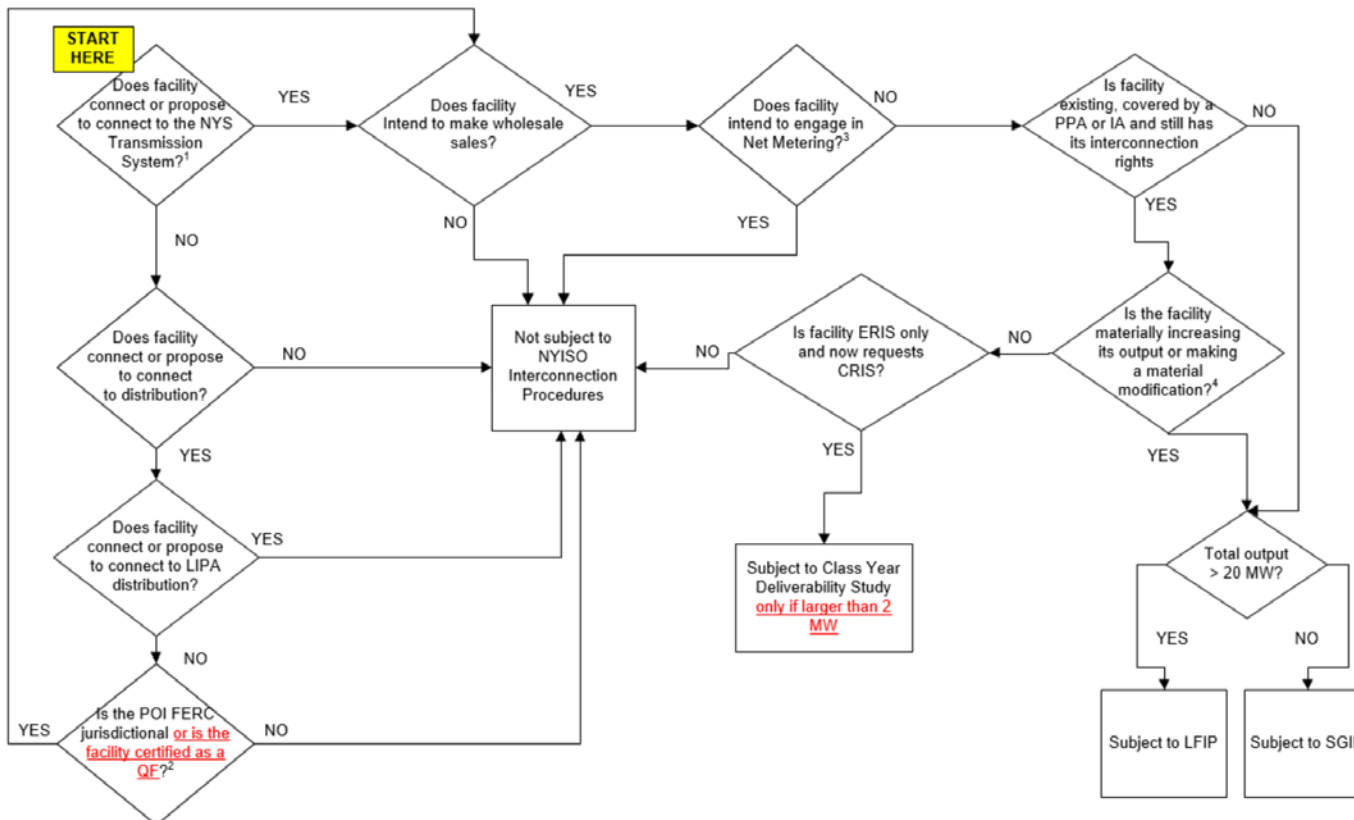 START
HERE
Does facility
connect or propose
to connect to the NYS
Transmission
System?¹
YES
NO
Does facility
Intend to make wholesale
sales?
YES
NO
Does facility
intend to engage in
Net Metering?³
NO
YES
Is facility
existing, covered by a
PPA or IA and still has
its interconnection
rights
NO
YES
Does facility
connect or propose
to connect
to distribution?
NO
YES
Not subject to
NYISO
Interconnection
Procedures
Is facility ERIS only
and now requests
CRIS?
NO
YES
Is the facility
materially increasing
its output or making
a material
modification?⁴
NO
YES
Does facility
connect or propose
to connect to LIPA
distribution?
YES
NO
Subject to Class Year
Deliverability Study
only if larger than 2
MW
Total output
> 20 MW?
YES
NO
Is the POI FERC
jurisdictional or is the
facility certified as a
QF?²
YES
NO
Subject to LFIP
Subject to